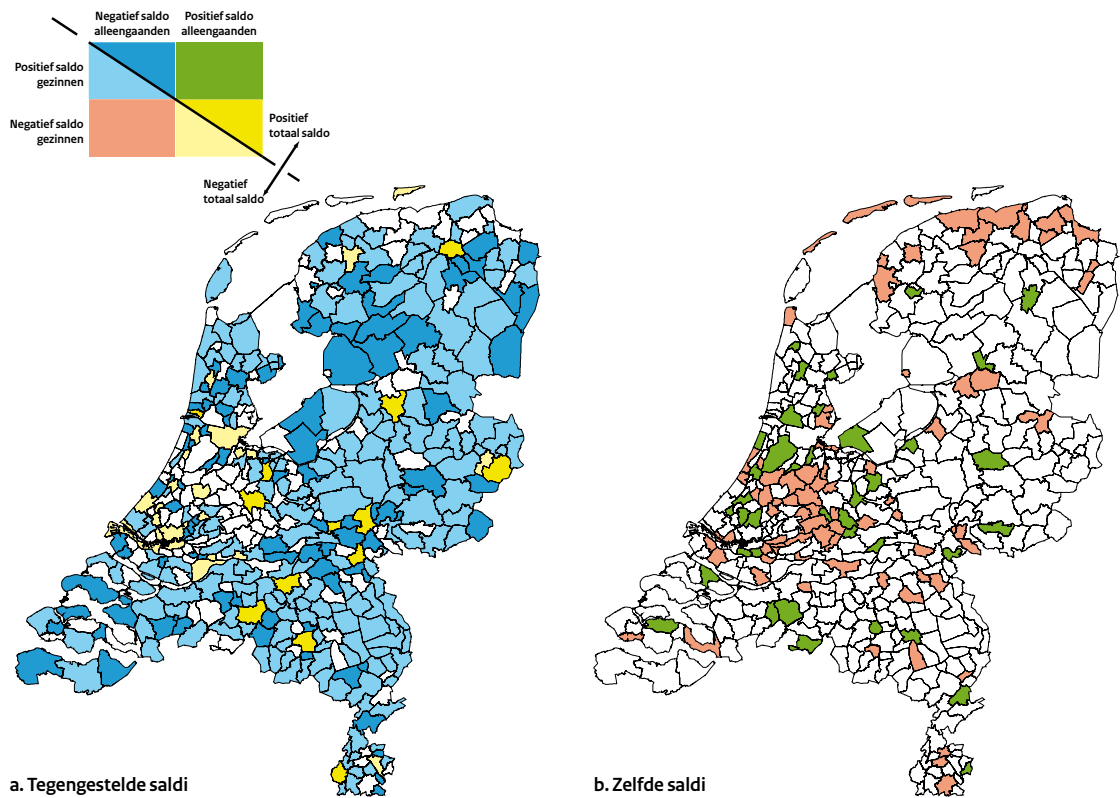 Negatief saldo
alleengaanden
Positief saldo
alleengaanden
Positief saldo
gezinnen
Negatief saldo
gezinnen
Positief
totaal saldo
Negatief
totaal saldo
a. Tegengestelde saldi
b. Zelfde saldi